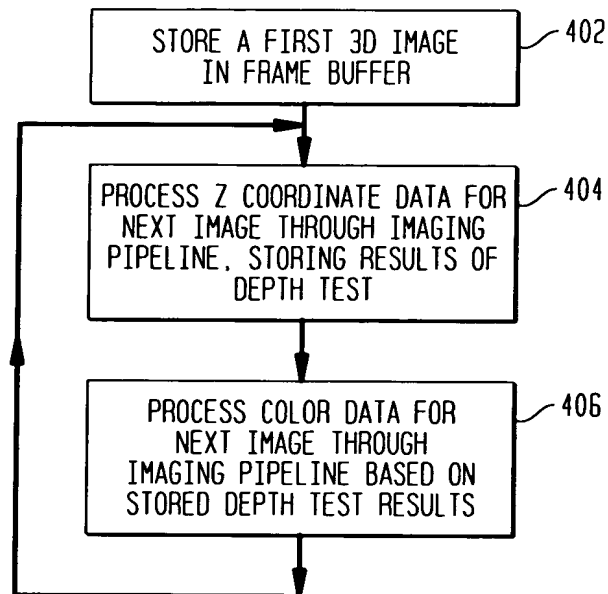 STORE A FIRST 3D IMAGE
IN FRAME BUFFER
402
PROCESS Z COORDINATE DATA FOR
NEXT IMAGE THROUGH IMAGING
PIPELINE, STORING RESULTS OF
DEPTH TEST
404
PROCESS COLOR DATA FOR
NEXT IMAGE THROUGH
IMAGING PIPELINE BASED ON
STORED DEPTH TEST RESULTS
406